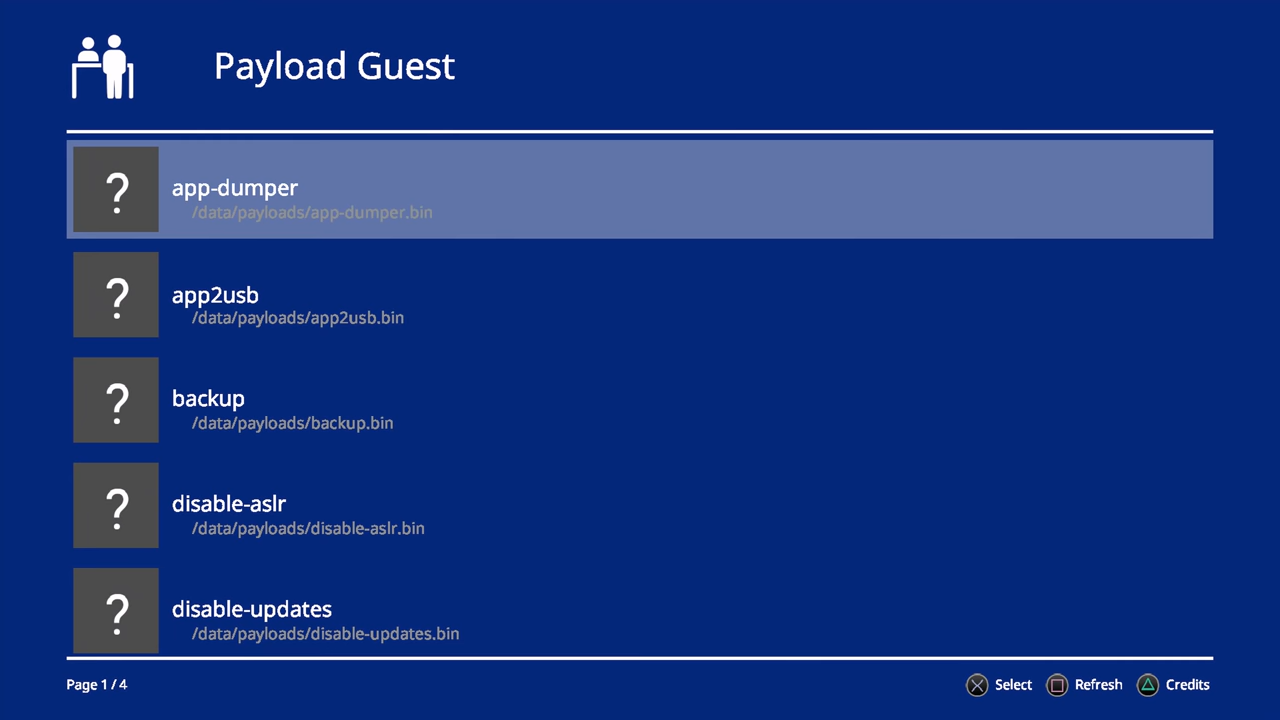 Payload Guest
?
app-dumper
/data/payloads/app-dumper.bin
?
app2usb
/data/payloads/app2usb.bin
?
backup
/data/payloads/backup.bin
?
disable-aslr
/data/payloads/disable-aslr.bin
?
disable-updates
/data/payloads/disable-updates.bin
Page 1 / 4
Select Refresh Credits